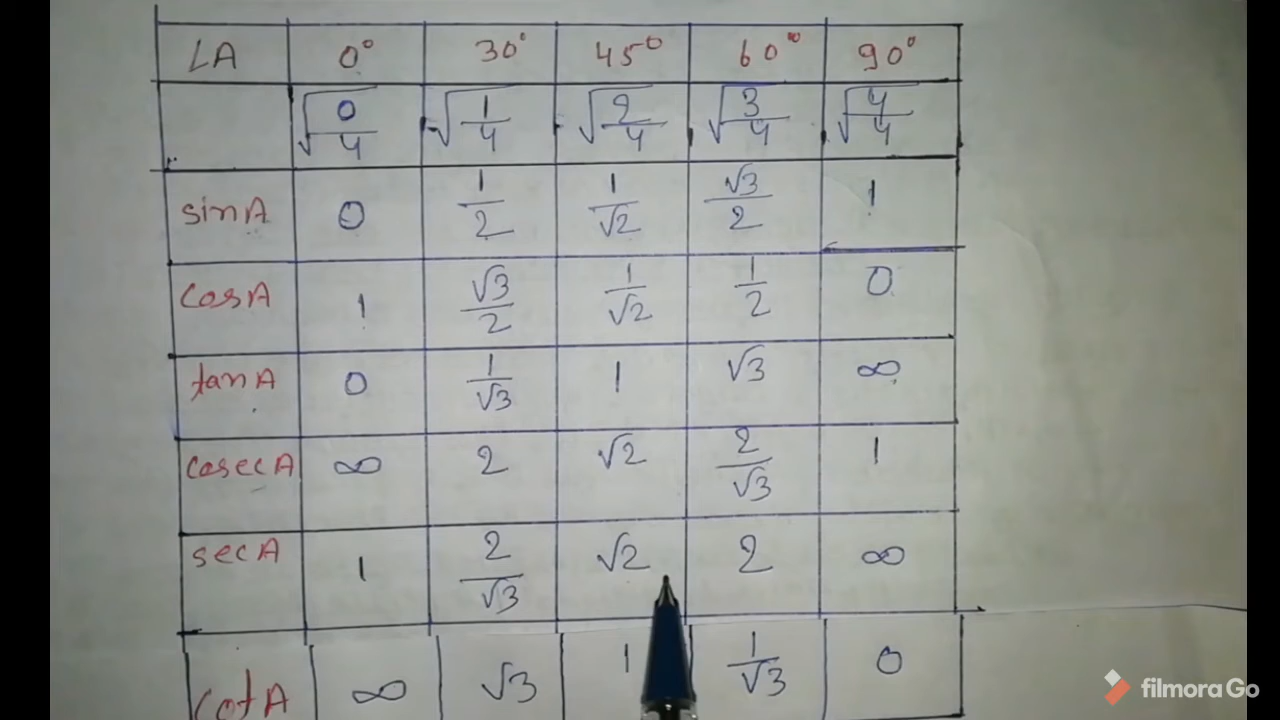 ∠A 0° 30° 45° 60° 90°
√0/4 √1/4 √2/4 √3/4 √4/4
sinA 0 1/2 1/√2 √3/2 1
CosA 1 √3/2 1/√2 1/2 0
tanA 0 1/√3 1 √3 ∞
CosecA ∞ 2 √2 2/√3 1
secA 1 2/√3 √2 2 ∞
CotA ∞ √3 1 1/√3 0
filmoraGo